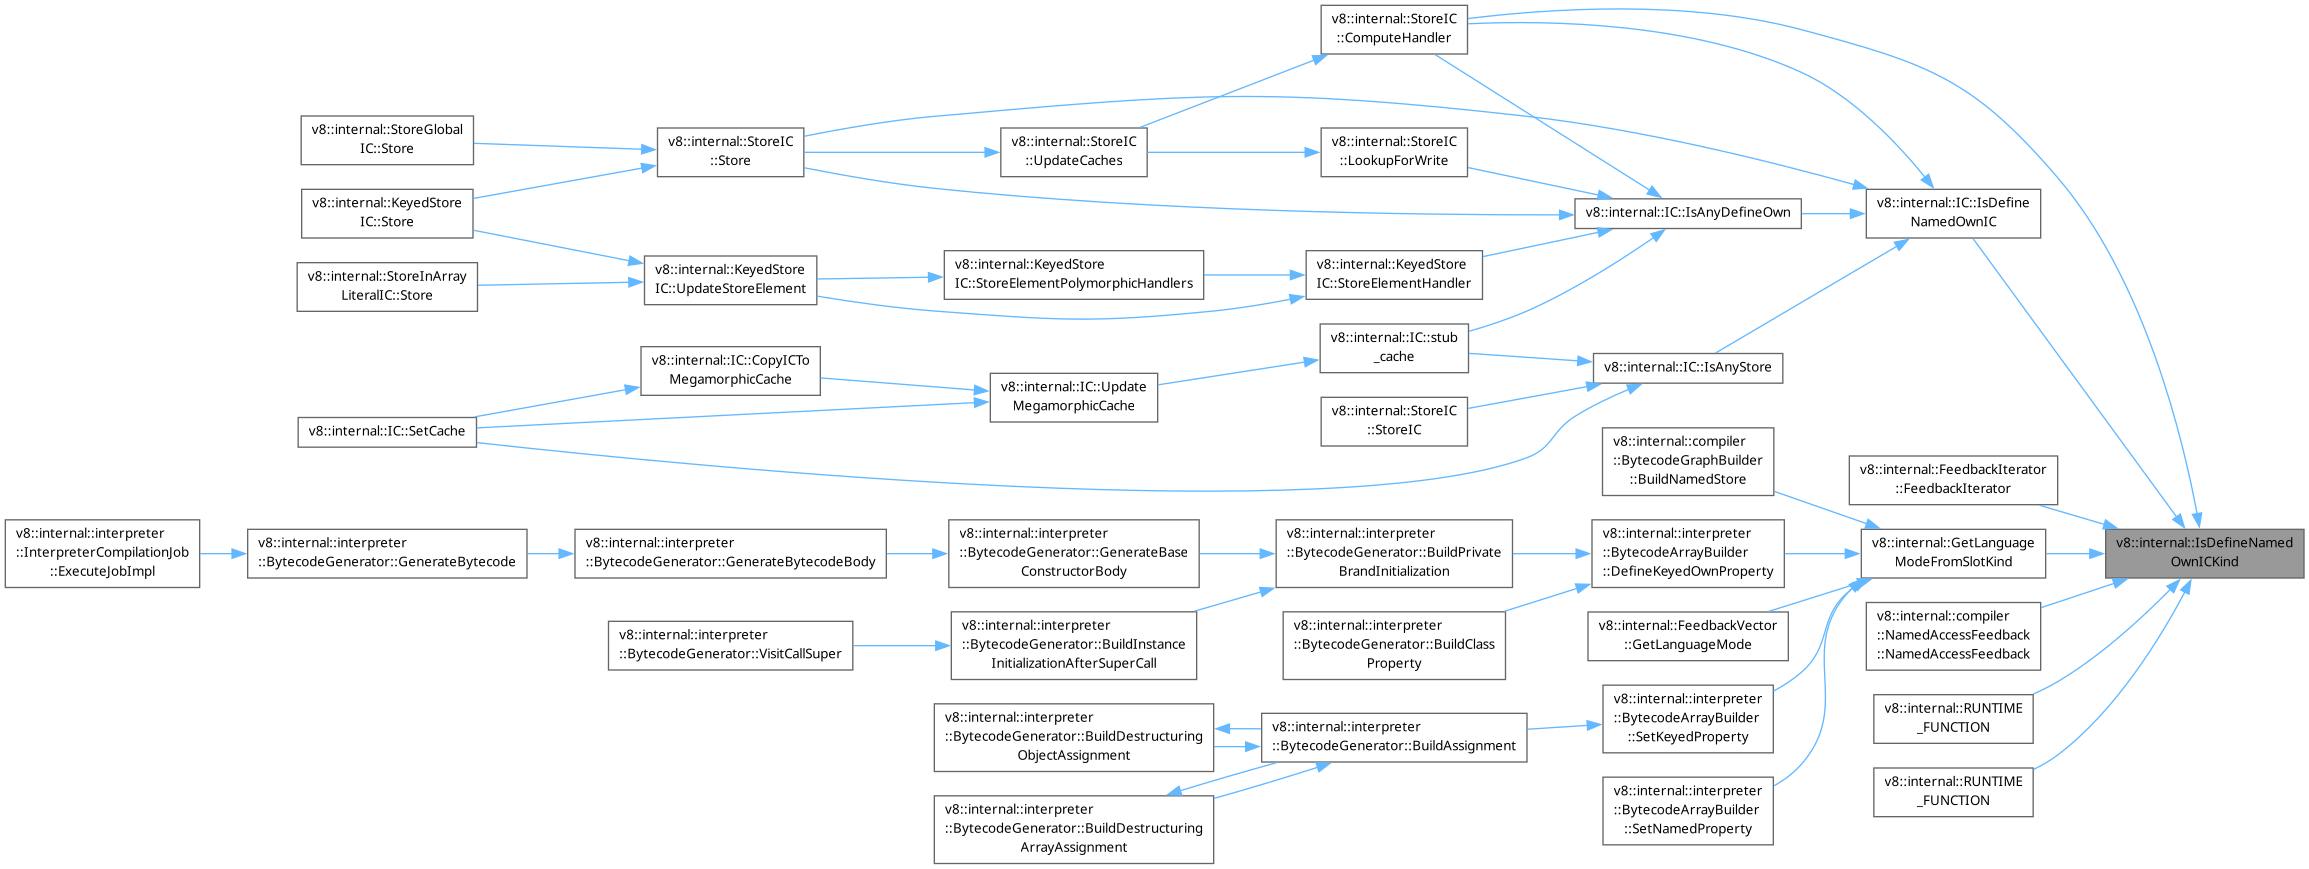 v8::internal::StoreIC
::ComputeHandler
v8::internal::StoreGlobal
IC::Store
v8::internal::StoreIC
::Store
v8::internal::StoreIC
::UpdateCaches
v8::internal::StoreIC
::LookupForWrite
v8::internal::KeyedStore
IC::Store
v8::internal::IC::IsAnyDefineOwn
v8::internal::IC::IsDefine
NamedOwnIC
v8::internal::StoreInArray
LiteralIC::Store
v8::internal::KeyedStore
IC::UpdateStoreElement
v8::internal::KeyedStore
IC::StoreElementPolymorphicHandlers
v8::internal::KeyedStore
IC::StoreElementHandler
v8::internal::IC::stub
_cache
v8::internal::IC::CopyICTo
MegamorphicCache
v8::internal::IC::Update
MegamorphicCache
v8::internal::IC::IsAnyStore
v8::internal::StoreIC
::StoreIC
v8::internal::IC::SetCache
v8::internal::compiler
::BytecodeGraphBuilder
::BuildNamedStore
v8::internal::FeedbackIterator
::FeedbackIterator
v8::internal::interpreter
::InterpreterCompilationJob
::ExecuteJobImpl
v8::internal::interpreter
::BytecodeGenerator::GenerateBytecode
v8::internal::interpreter
::BytecodeGenerator::GenerateBytecodeBody
v8::internal::interpreter
::BytecodeGenerator::GenerateBase
ConstructorBody
v8::internal::interpreter
::BytecodeGenerator::BuildPrivate
BrandInitialization
v8::internal::interpreter
::BytecodeArrayBuilder
::DefineKeyedOwnProperty
v8::internal::GetLanguage
ModeFromSlotKind
v8::internal::IsDefineNamed
OwnICKind
v8::internal::interpreter
::BytecodeGenerator::VisitCallSuper
v8::internal::interpreter
::BytecodeGenerator::BuildInstance
InitializationAfterSuperCall
v8::internal::interpreter
::BytecodeGenerator::BuildClass
Property
v8::internal::FeedbackVector
::GetLanguageMode
v8::internal::compiler
::NamedAccessFeedback
::NamedAccessFeedback
v8::internal::interpreter
::BytecodeGenerator::BuildDestructuring
ObjectAssignment
v8::internal::interpreter
::BytecodeGenerator::BuildAssignment
v8::internal::interpreter
::BytecodeArrayBuilder
::SetKeyedProperty
v8::internal::RUNTIME
_FUNCTION
v8::internal::interpreter
::BytecodeGenerator::BuildDestructuring
ArrayAssignment
v8::internal::interpreter
::BytecodeArrayBuilder
::SetNamedProperty
v8::internal::RUNTIME
_FUNCTION